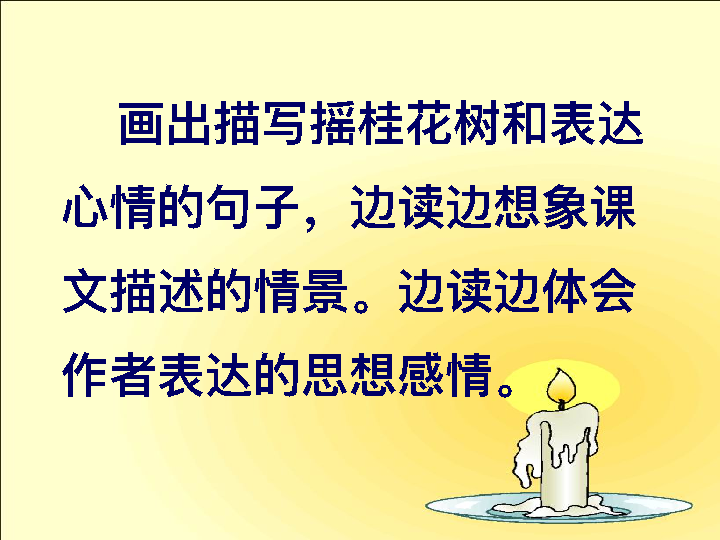 画出描写摇桂花树和表达
心情的句子，边读边想象课
文描述的情景。边读边体会
作者表达的思想感情。